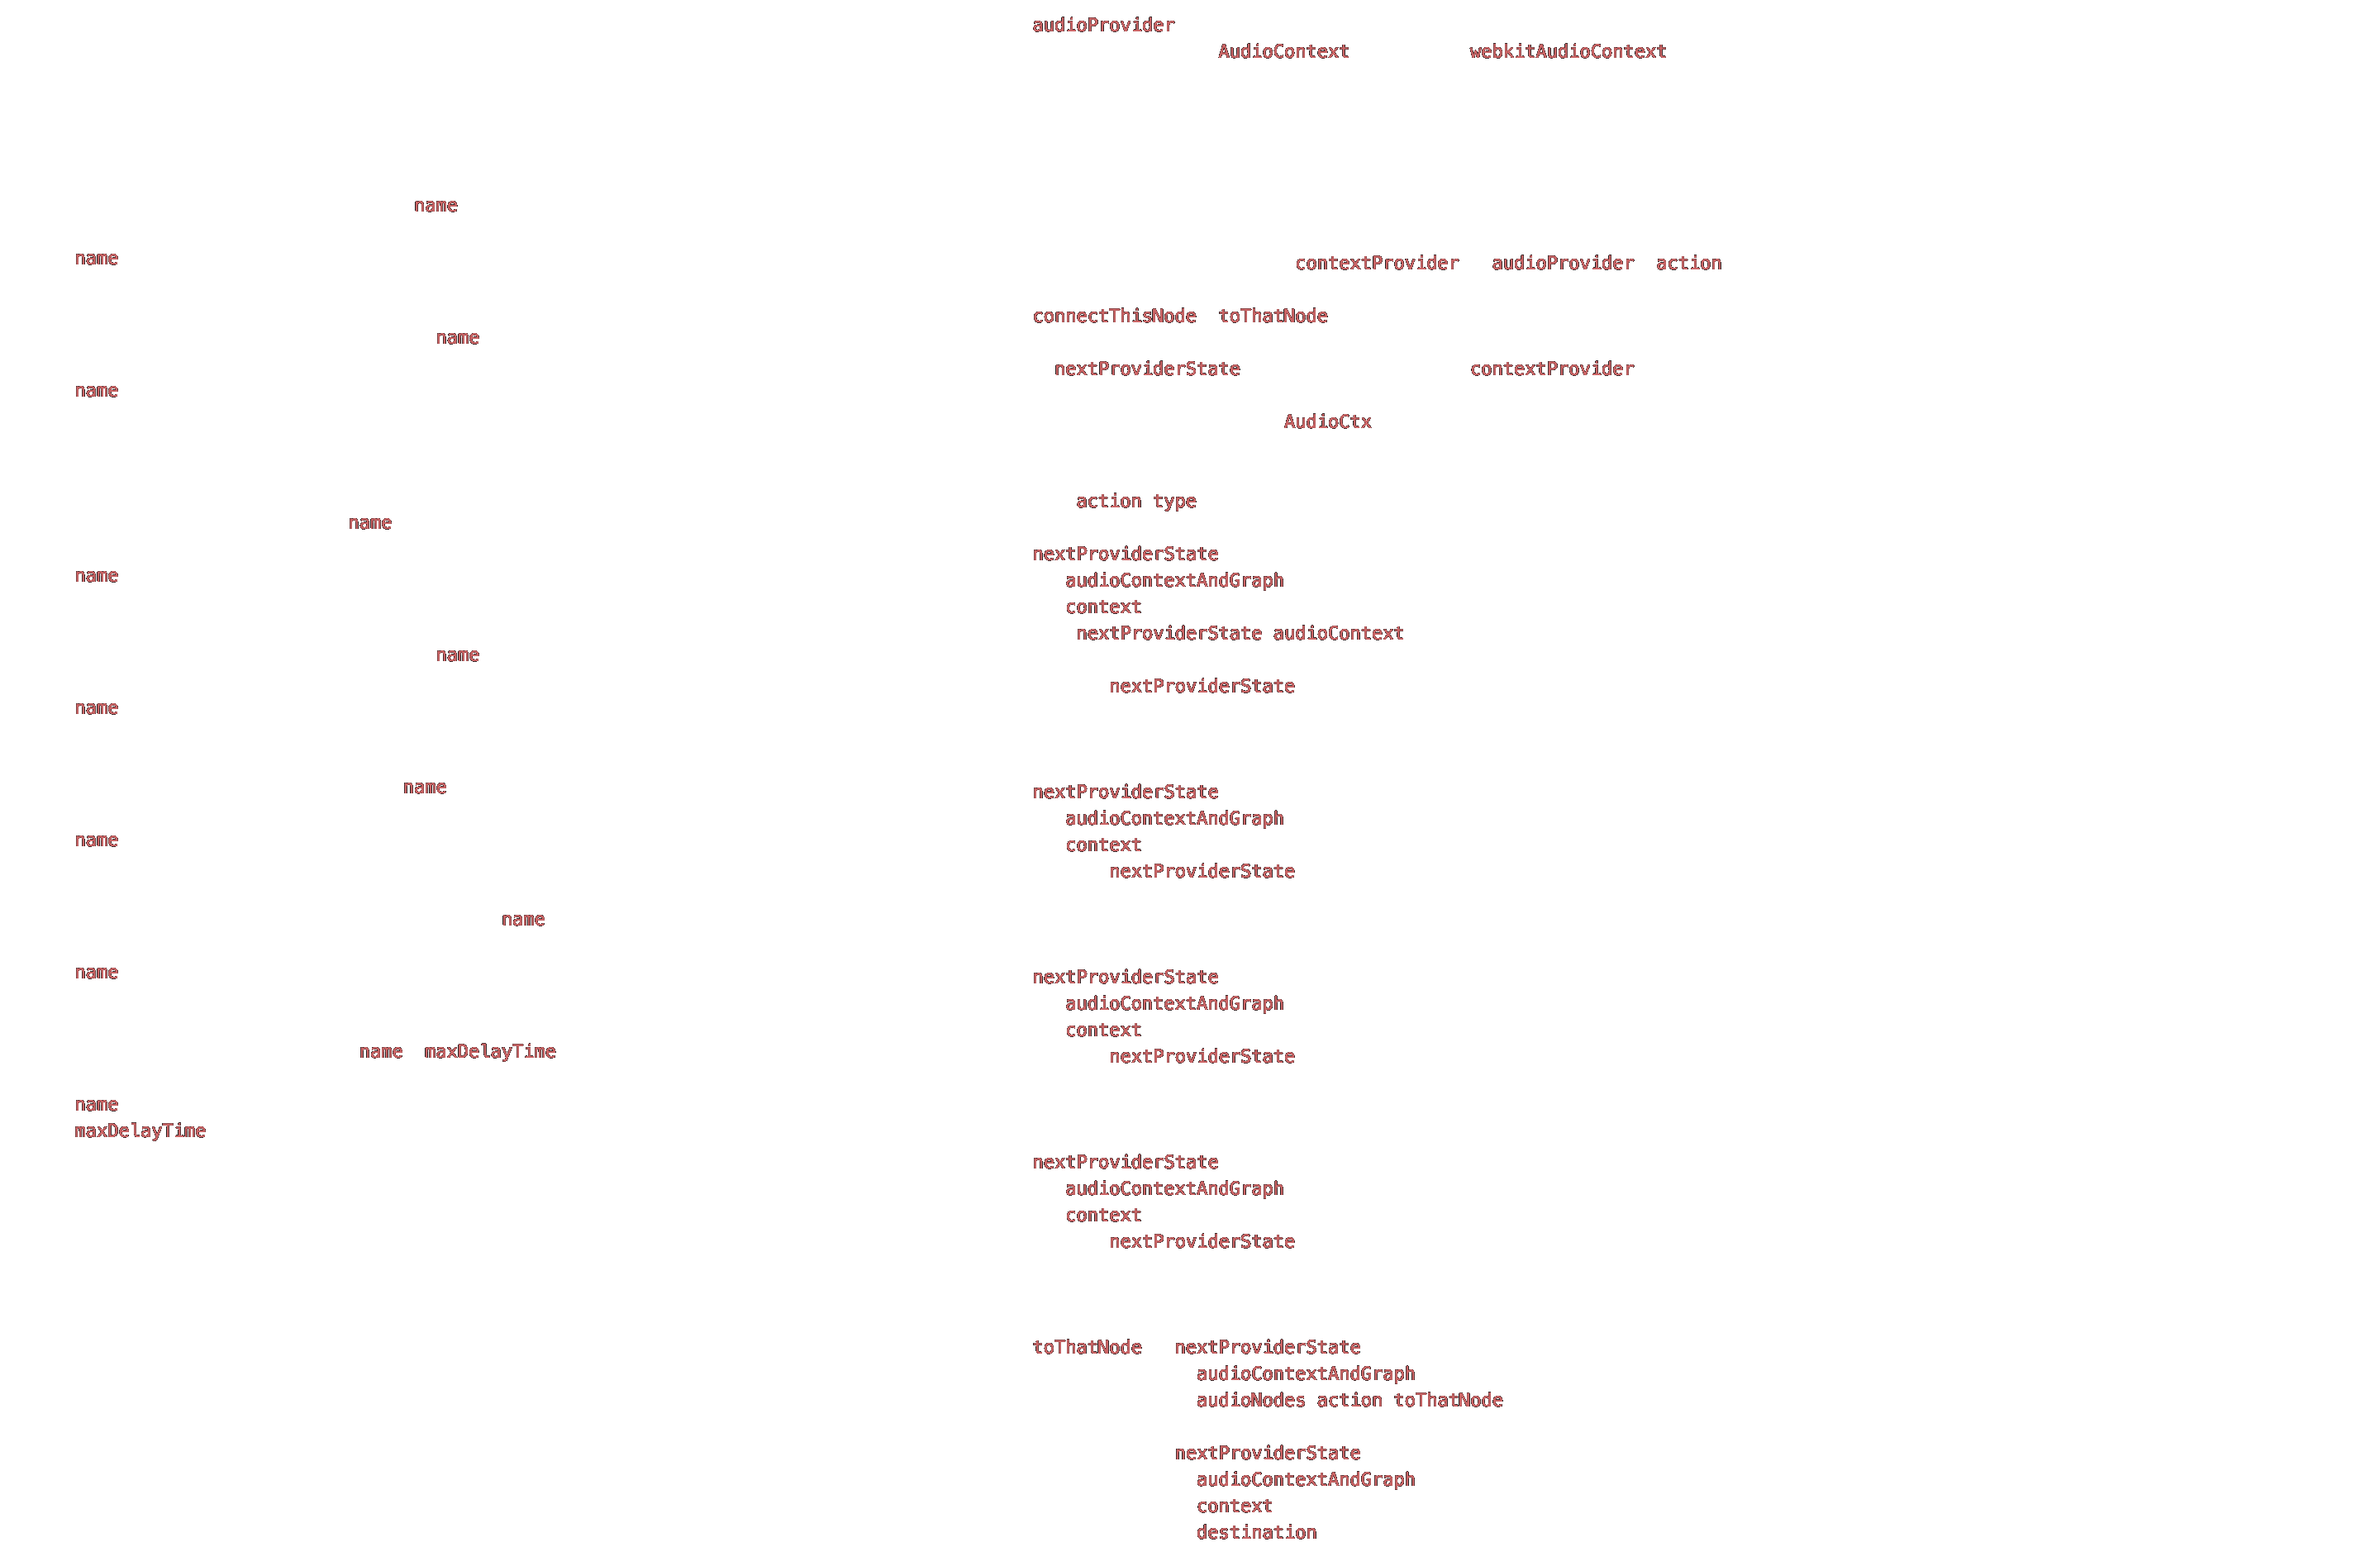 name
name
name
name
name
name
name
name
name
name
name
name
name maxDelayTime
name
maxDelayTime
audioProvider
AudioContext webkitAudioContext
contextProvider audioProvider action
connectThisNode toThatNode
nextProviderState contextProvider
AudioCtx
action type
nextProviderState
audioContextAndGraph
context
nextProviderState audioContext
nextProviderState
nextProviderState
audioContextAndGraph
context
nextProviderState
nextProviderState
audioContextAndGraph
context
nextProviderState
nextProviderState
audioContextAndGraph
context
nextProviderState
toThatNode nextProviderState
audioContextAndGraph
audioNodes action toThatNode
nextProviderState
audioContextAndGraph
context
destination